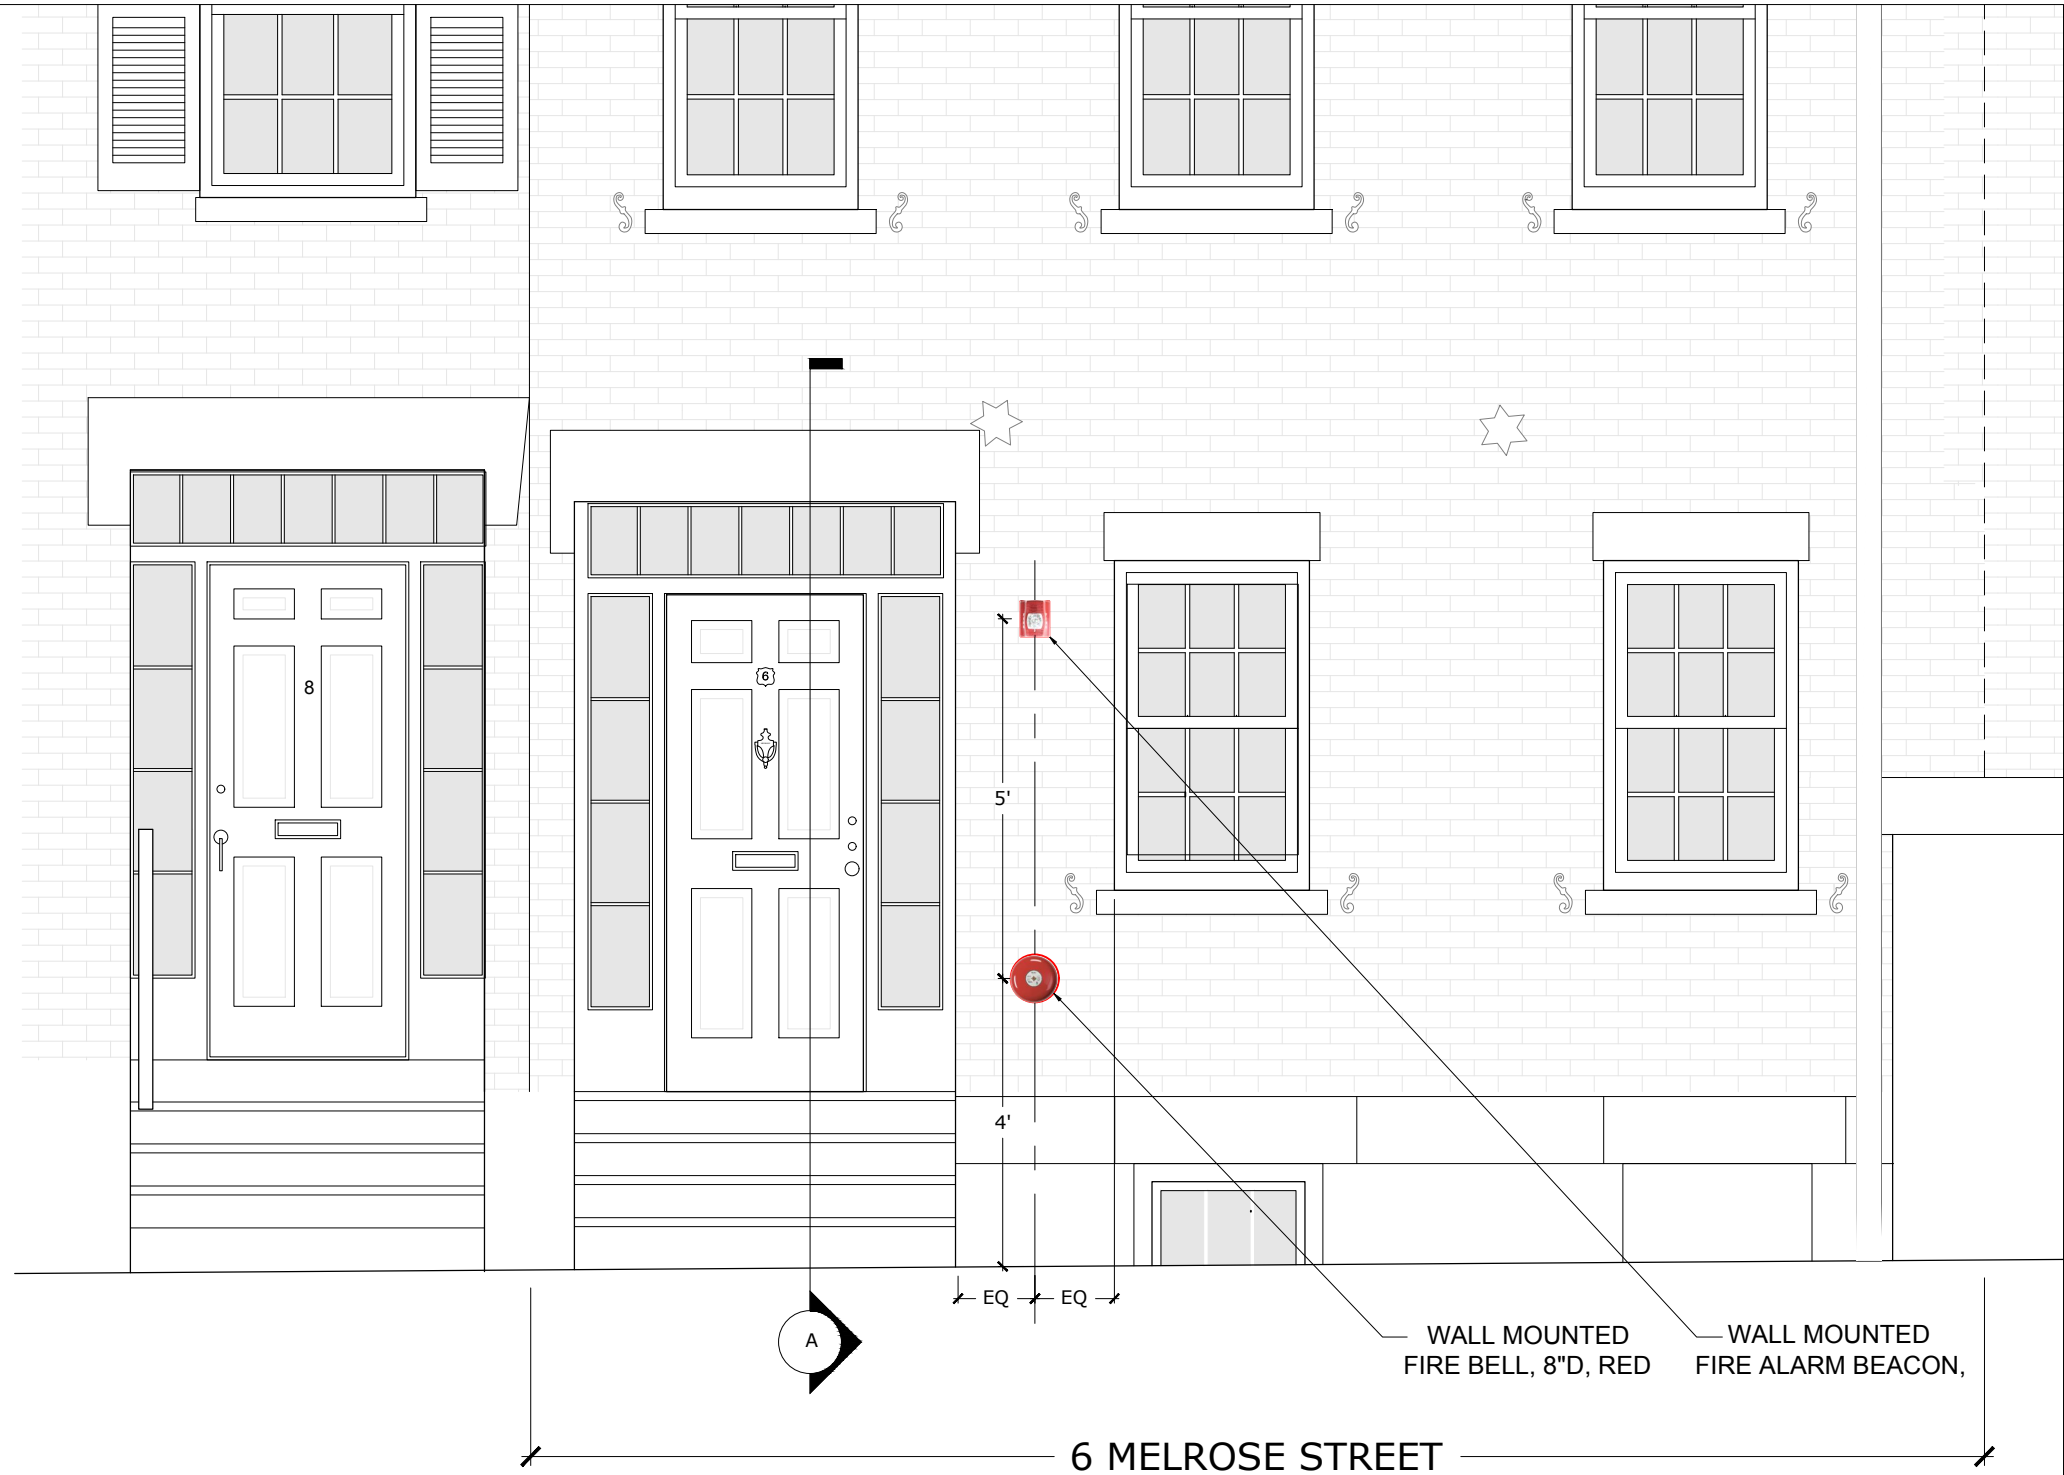 8
6
5'
4'
EQ
EQ
A
WALL MOUNTED
FIRE BELL, 8"D, RED
WALL MOUNTED
FIRE ALARM BEACON,
6 MELROSE STREET